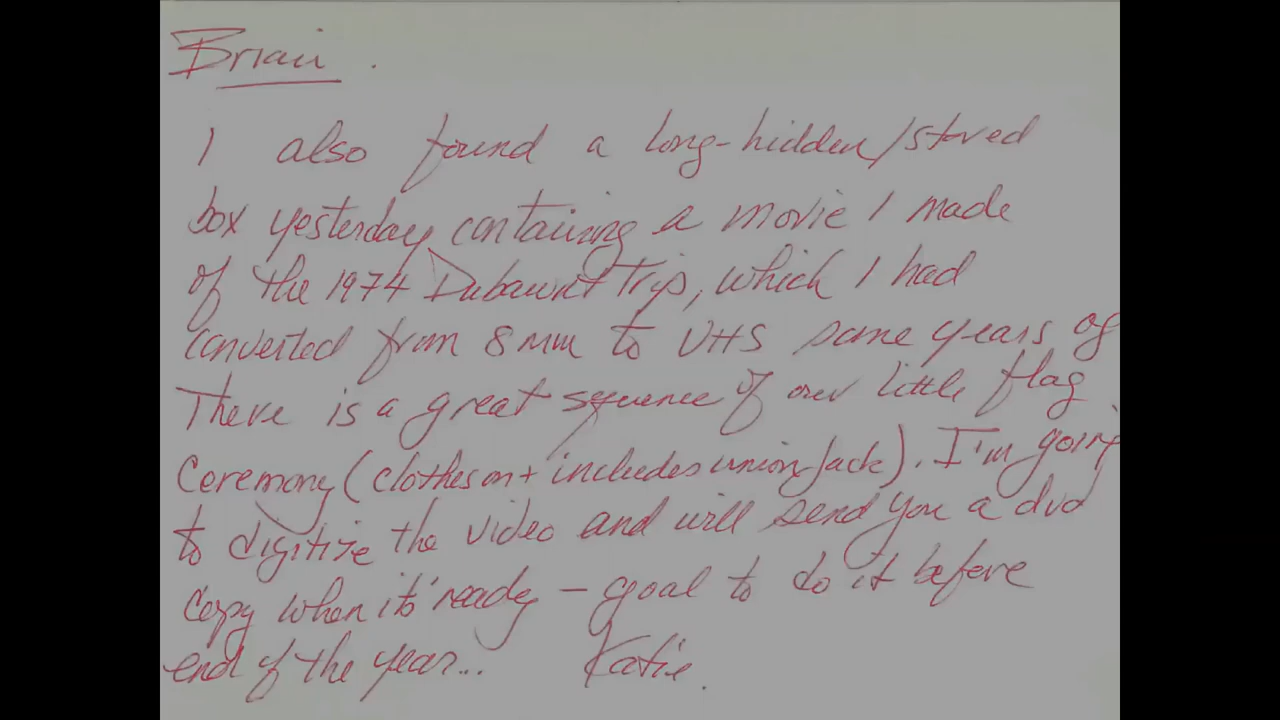 Brian.
I also found a long-hidden/stored
box yesterday containing a movie I made
of the 1974 Dubawnt Trip, which I had
converted from 8mm to VHS some years ag
There is a great sequence of our little flag
Ceremony (clothes on + includes union Jack). I'm going
to digitize the video and will send you a dvd
copy when it's ready – goal to do it before
end of the year... Katie.